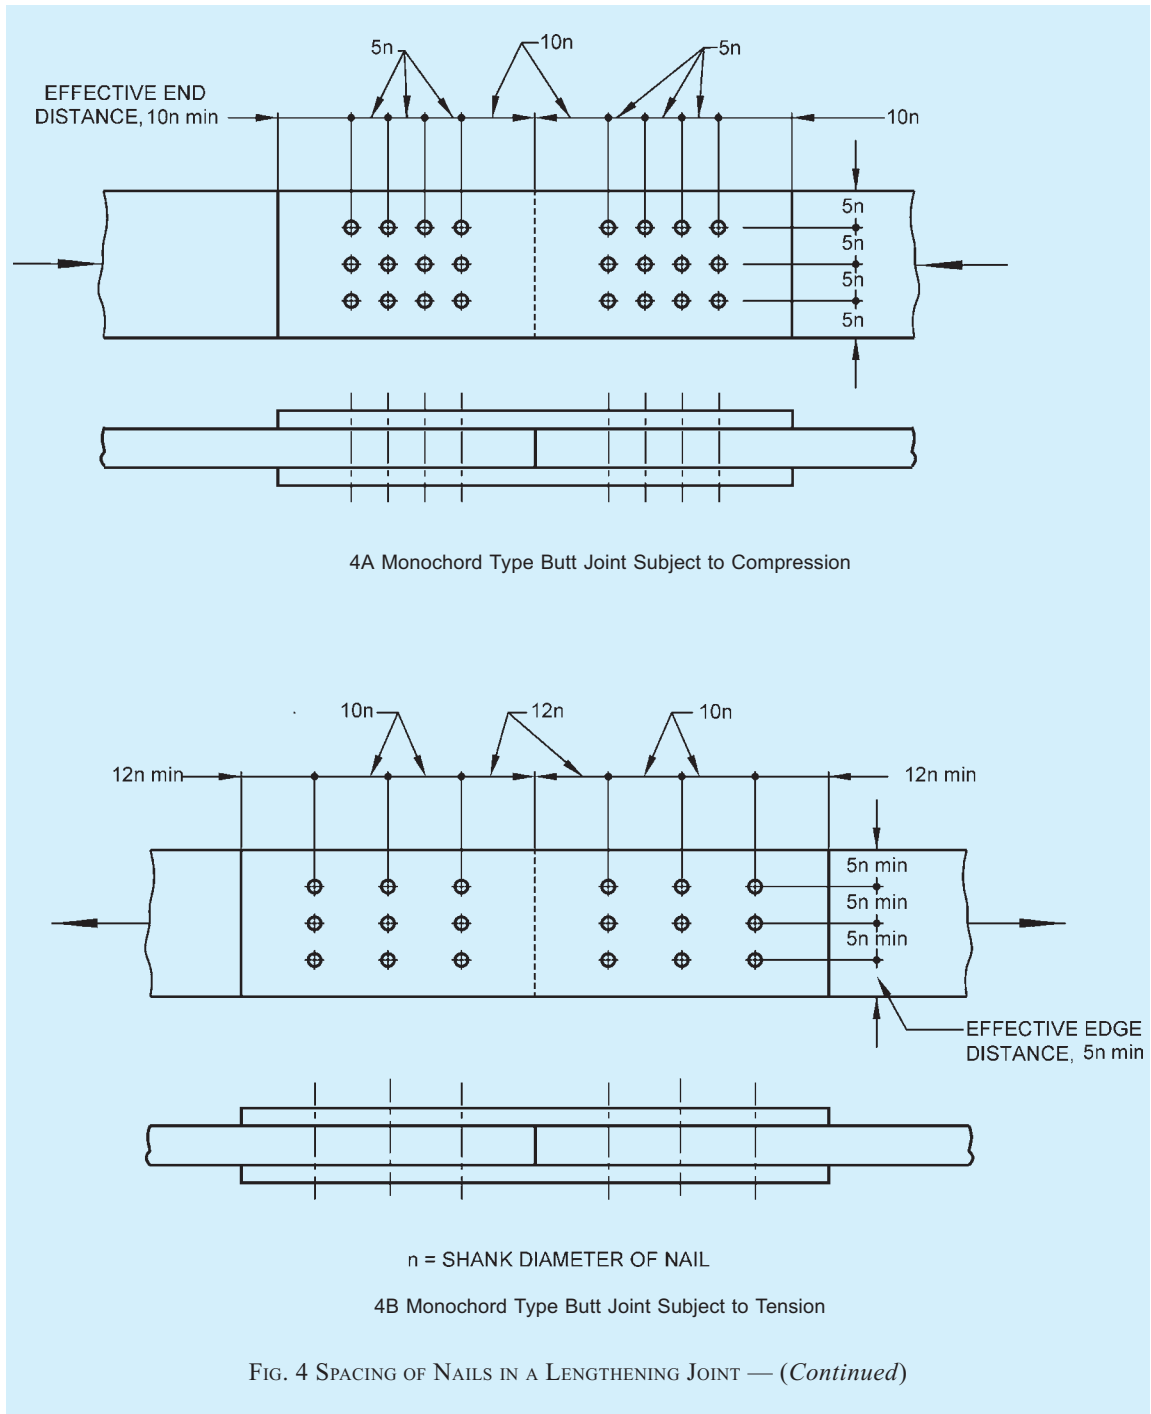 5n
10n
5n
EFFECTIVE END
DISTANCE, 10n min
10n
5n
5n
5n
5n
4A Monochord Type Butt Joint Subject to Compression
10n
12n
10n
12n min
12n min
5n min
5n min
5n min
EFFECTIVE EDGE
DISTANCE, 5n min
n = SHANK DIAMETER OF NAIL
4B Monochord Type Butt Joint Subject to Tension
FIG. 4 SPACING OF NAILS IN A LENGTHENING JOINT — (Continued)